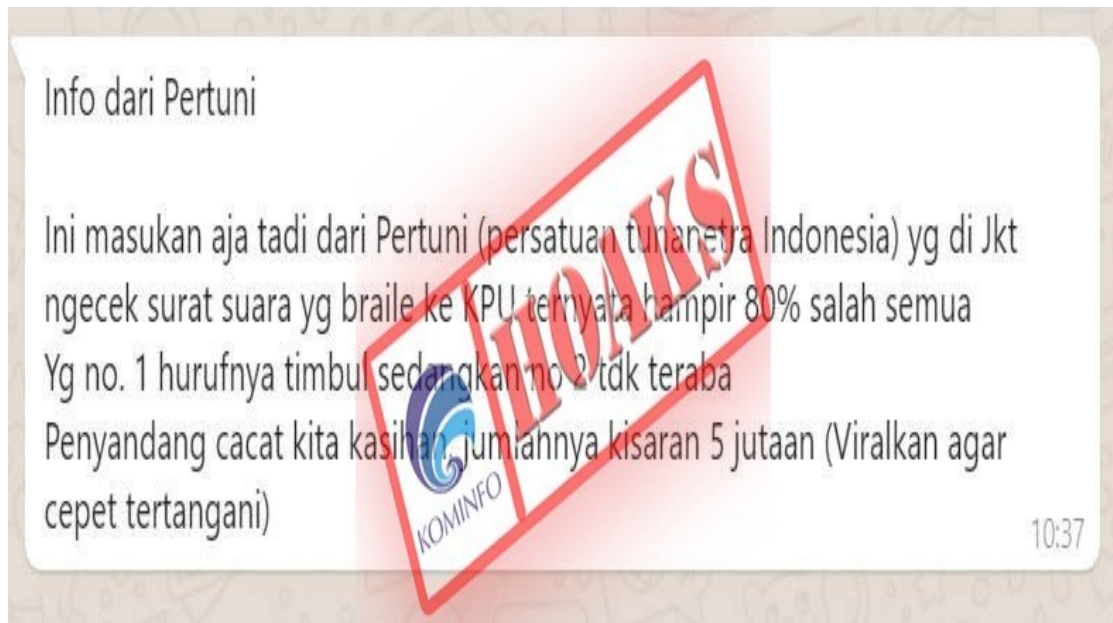 Info dari Pertuni
Ini masukan aja tadi dari Pertuni (persatuan tunanetra Indonesia) yg di Jkt
ngecek surat suara yg braile ke KPU ternyata hampir 80% salah semua
Yg no. 1 hurufnya timbul sedangkan no 2 tdk teraba
Penyandang cacat kita kasihan, jumlahnya kisaran 5 jutaan (Viralkan agar
cepet tertangani)
10:37
HOAKS
KOMINFO